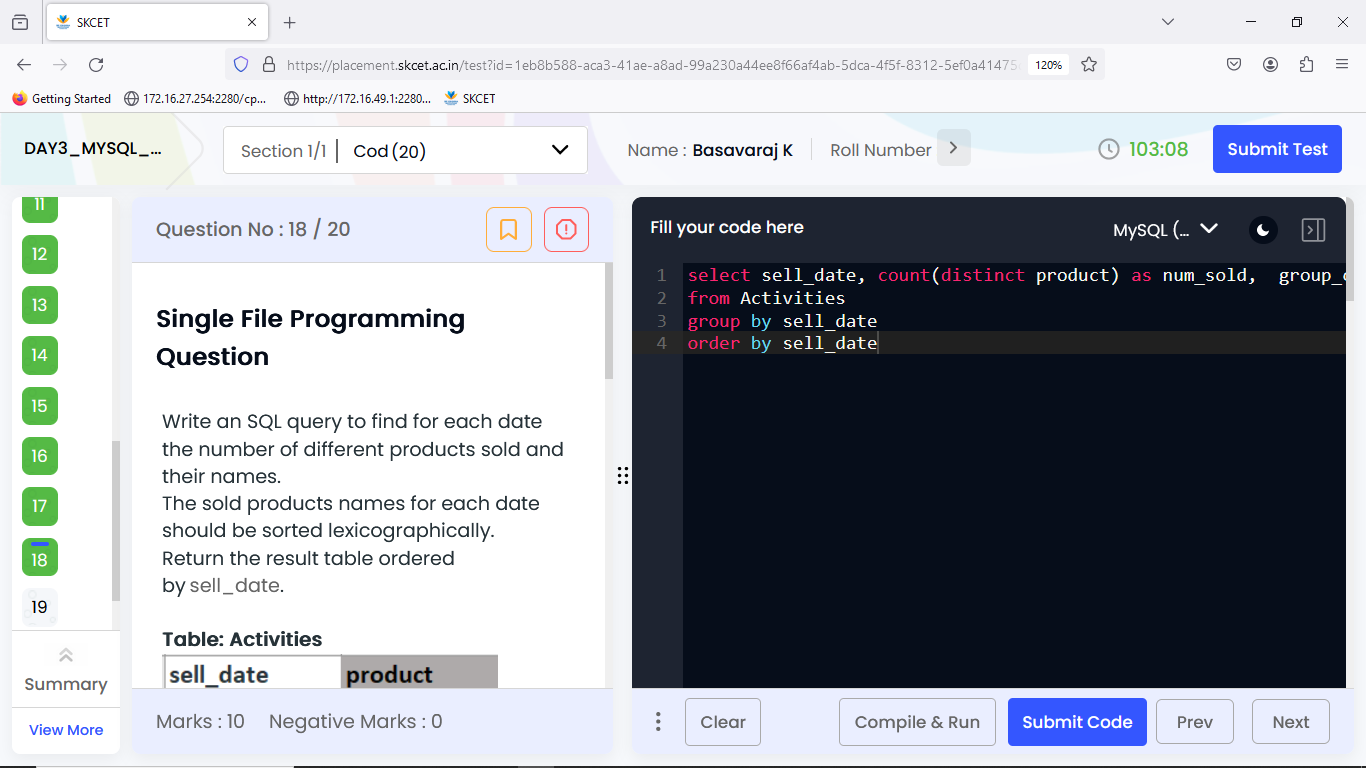 SKCET
https://placement.skcet.ac.in/test?id=1eb8b588-aca3-41ae-a8ad-99a230a44ee8f66af4ab-5dca-4f5f-8312-5ef0a41475
120%
Getting Started
172.16.27.254:2280/cp...
http://172.16.49.1:2280...
SKCET
DAY3_MYSQL_...
Section 1/1 | Cod (20)
Name : Basavaraj K
Roll Number
103:08
Submit Test
11
12
13
14
15
16
17
18
19
Summary
View More
Question No : 18 / 20
Single File Programming
Question
Write an SQL query to find for each date
the number of different products sold and
their names.
The sold products names for each date
should be sorted lexicographically.
Return the result table ordered
by sell_date.
Table: Activities
sell_date product
Marks : 10 Negative Marks : 0
Fill your code here
MySQL (...
1 select sell_date, count(distinct product) as num_sold,  group_
2 from Activities
3 group by sell_date
4 order by sell_date
Clear
Compile & Run
Submit Code
Prev
Next